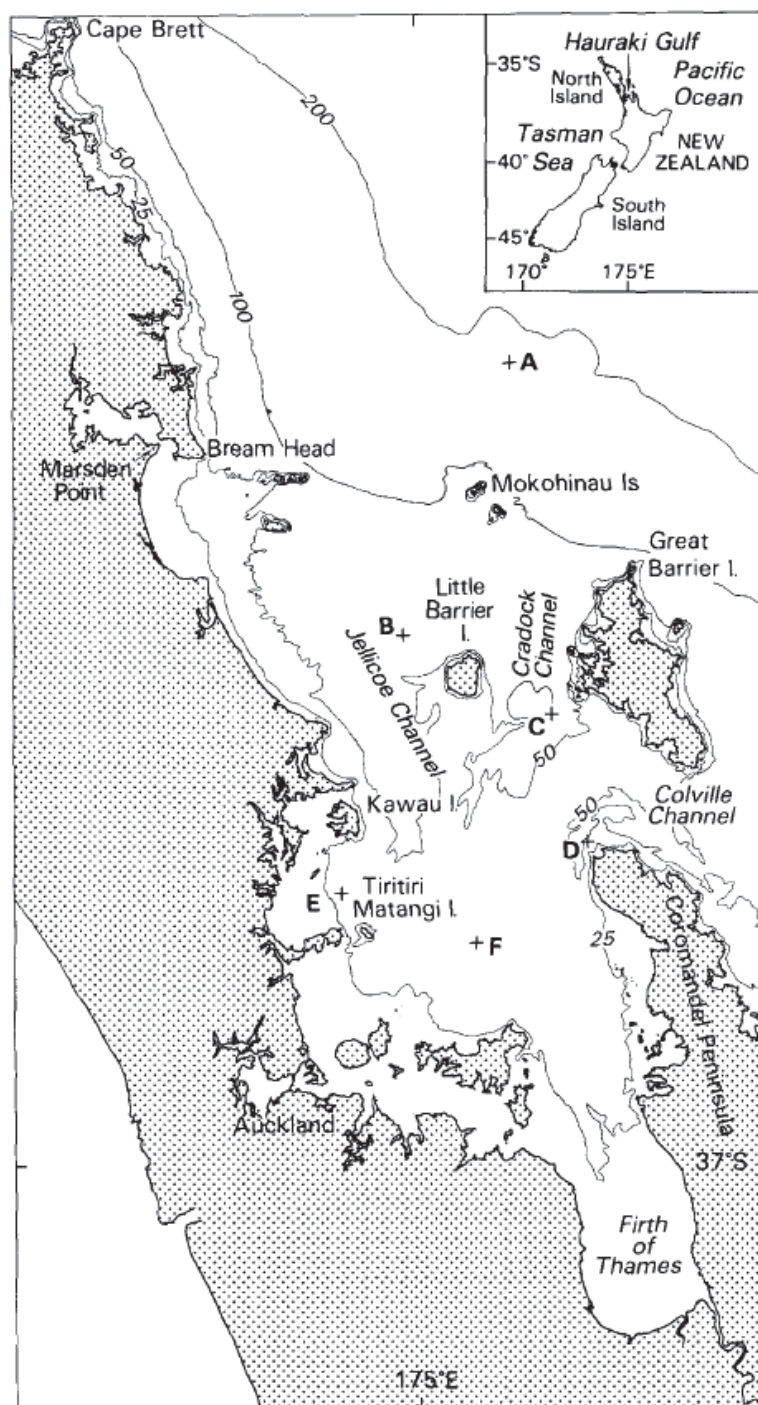 Cape Brett
Hauraki Gulf
35°S
North
Island
Pacific
Ocean
Tasman
Sea
40°
NEW
ZEALAND
South
Island
45°
170°
175°E
200
50
25
100
A
Bream Head
Marsden
Point
Mokohinau Is
Great
Barrier I.
Little
Barrier
I.
Cradock
Channel
B
Jellicoe Channel
C
50
Kawau I.
Colville
Channel
50
D
E
Tiritiri
Matangi I.
F
25
Coromandel Peninsula
Auckland
37°S
Firth
of
Thames
175°E